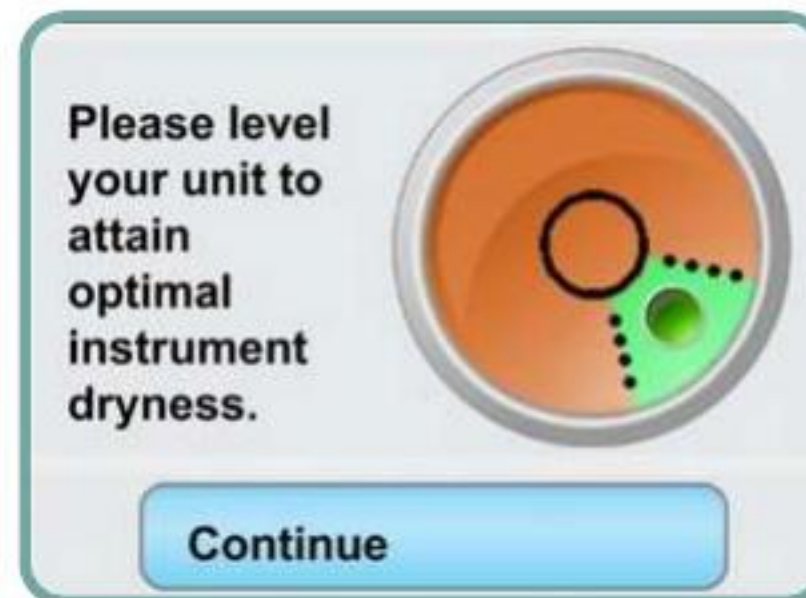 Please level
your unit to
attain
optimal
instrument
dryness.
Continue